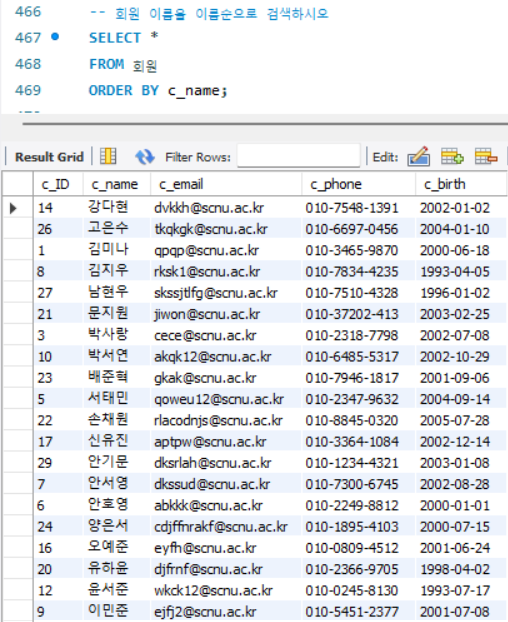 466 -- 회원 이름을 이름순으로 검색하시오
467 SELECT *
468 FROM 회원
469 ORDER BY c_name;
Result Grid Filter Rows: Edit:
c_ID c_name c_email c_phone c_birth
14 강다현 dvkkh@scnu.ac.kr 010-7548-1391 2002-01-02
26 고은수 tkqkgk@scnu.ac.kr 010-6697-0456 2004-01-10
1 김미나 qpqp@scnu.ac.kr 010-3465-9870 2000-06-18
8 김지우 rksk1@scnu.ac.kr 010-7834-4235 1993-04-05
27 남현우 skssjtlfg@scnu.ac.kr 010-7510-4328 1996-01-02
21 문지원 jiwon@scnu.ac.kr 010-37202-413 2003-02-25
3 박사랑 cece@scnu.ac.kr 010-2318-7798 2002-07-08
10 박서연 akqk12@scnu.ac.kr 010-6485-5317 2002-10-29
23 배준혁 gkak@scnu.ac.kr 010-7946-1817 2001-09-06
5 서태민 qoweu12@scnu.ac.kr 010-2347-9632 2004-09-14
22 손채원 rlacodnjs@scnu.ac.kr 010-8845-0320 2005-07-28
17 신유진 aptpw@scnu.ac.kr 010-3364-1084 2002-12-14
29 안기문 dksrlah@scnu.ac.kr 010-1234-4321 2003-01-08
7 안서영 dkssud@scnu.ac.kr 010-7300-6745 2002-08-28
6 안호영 abkkk@scnu.ac.kr 010-2249-8812 2000-01-01
24 양은서 cdjffnrakf@scnu.ac.kr 010-1895-4103 2000-07-15
16 오예준 eyfh@scnu.ac.kr 010-0809-4512 2001-06-24
20 유하윤 djfrnf@scnu.ac.kr 010-2366-9705 1998-04-02
12 윤서준 wkck12@scnu.ac.kr 010-0245-8130 1993-07-17
9 이민준 ejfj2@scnu.ac.kr 010-5451-2377 2001-07-08